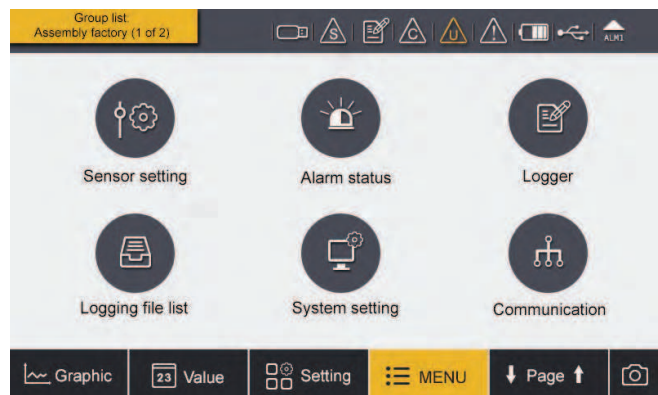 Group list
Assembly factory (1 of 2)
S
C
U
!
ALM1
Sensor setting
Alarm status
Logger
Logging file list
System setting
Communication
Graphic
23 Value
Setting
MENU
Page